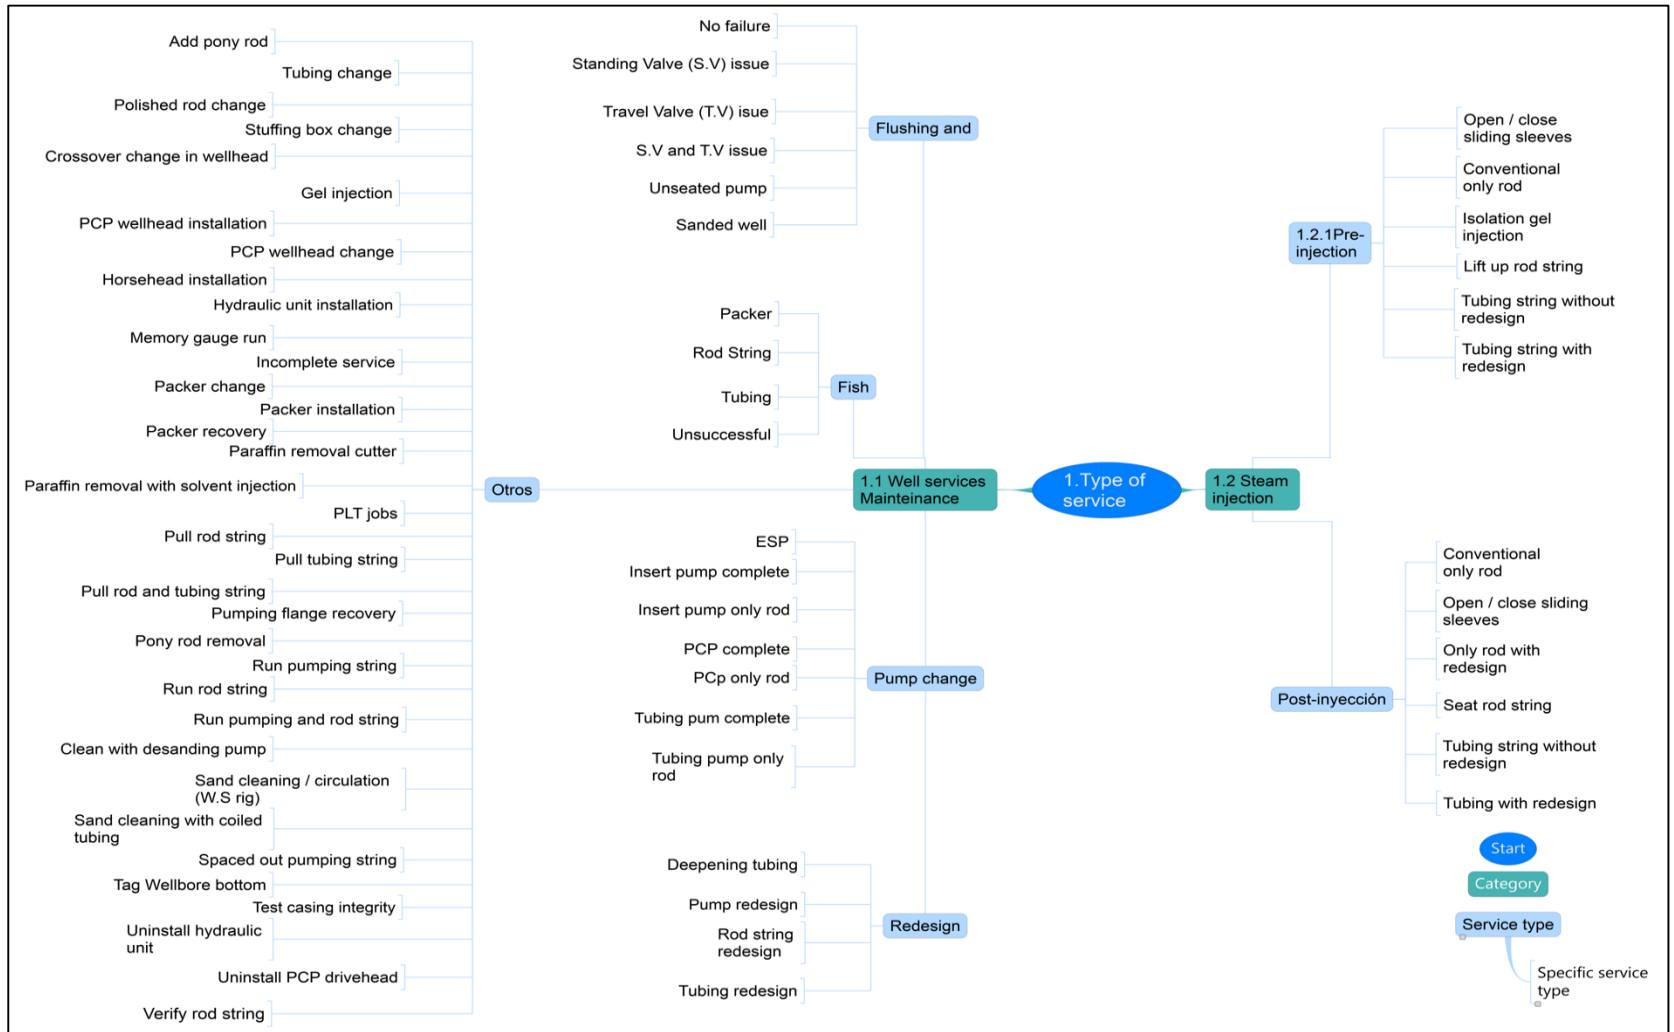 Add pony rod
Tubing change
Polished rod change
Stuffing box change
Crossover change in wellhead
Gel injection
PCP wellhead installation
PCP wellhead change
Horsehead installation
Hydraulic unit installation
Memory gauge run
Incomplete service
Packer change
Packer installation
Packer recovery
Paraffin removal cutter
Paraffin removal with solvent injection
PLT jobs
Pull rod string
Pull tubing string
Pull rod and tubing string
Pumping flange recovery
Pony rod removal
Run pumping string
Run rod string
Run pumping and rod string
Clean with desanding pump
Sand cleaning / circulation
(W.S rig)
Sand cleaning with coiled
tubing
Spaced out pumping string
Tag Wellbore bottom
Test casing integrity
Uninstall hydraulic
unit
Uninstall PCP drivehead
Verify rod string
Otros
No failure
Standing Valve (S.V) issue
Travel Valve (T.V) isue
S.V and T.V issue
Unseated pump
Sanded well
Flushing and
Packer
Rod String
Tubing
Unsuccessful
Fish
1.1 Well services
Mainteinance
1.Type of
service
1.2 Steam
injection
ESP
Insert pump complete
Insert pump only rod
PCP complete
PCp only rod
Tubing pum complete
Tubing pump only
rod
Pump change
Deepening tubing
Pump redesign
Rod string
redesign
Tubing redesign
Redesign
1.2.1Pre-
injection
Open / close
sliding sleeves
Conventional
only rod
Isolation gel
injection
Lift up rod string
Tubing string without
redesign
Tubing string with
redesign
Post-inyección
Conventional
only rod
Open / close sliding
sleeves
Only rod with
redesign
Seat rod string
Tubing string without
redesign
Tubing with redesign
Start
Category
Service type
Specific service
type